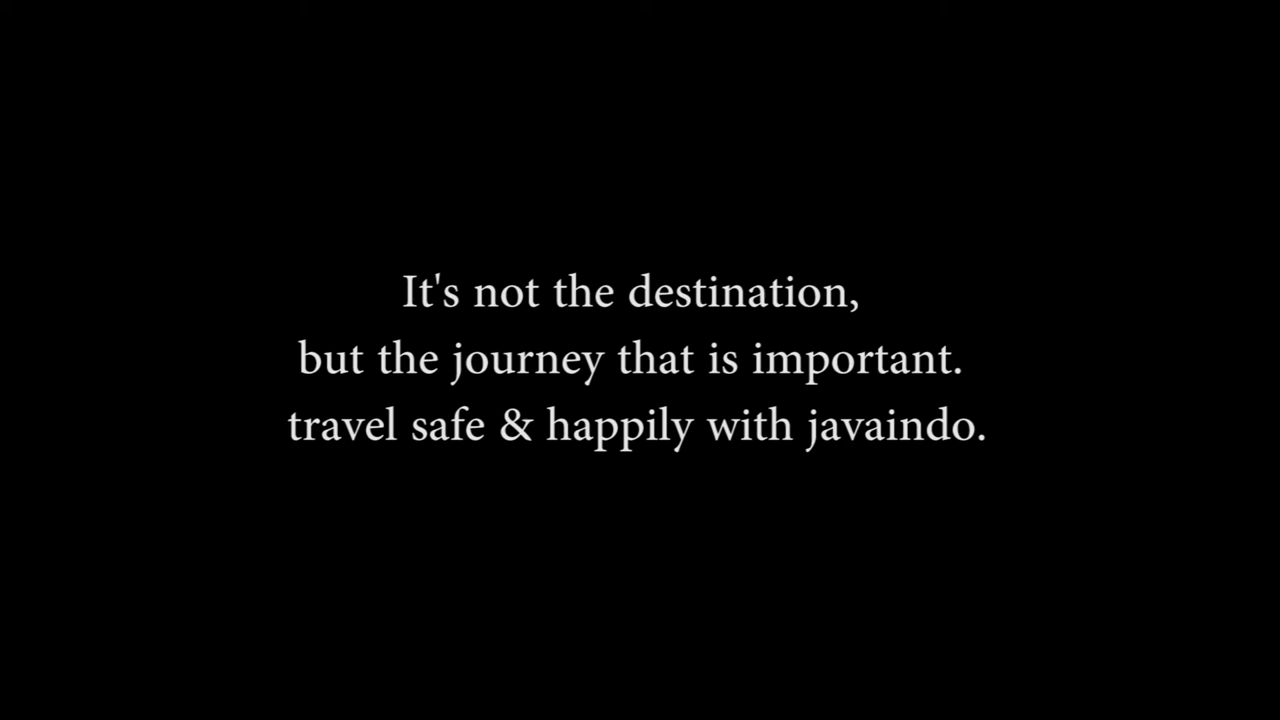 It's not the destination,
but the journey that is important.
travel safe & happily with javaindo.